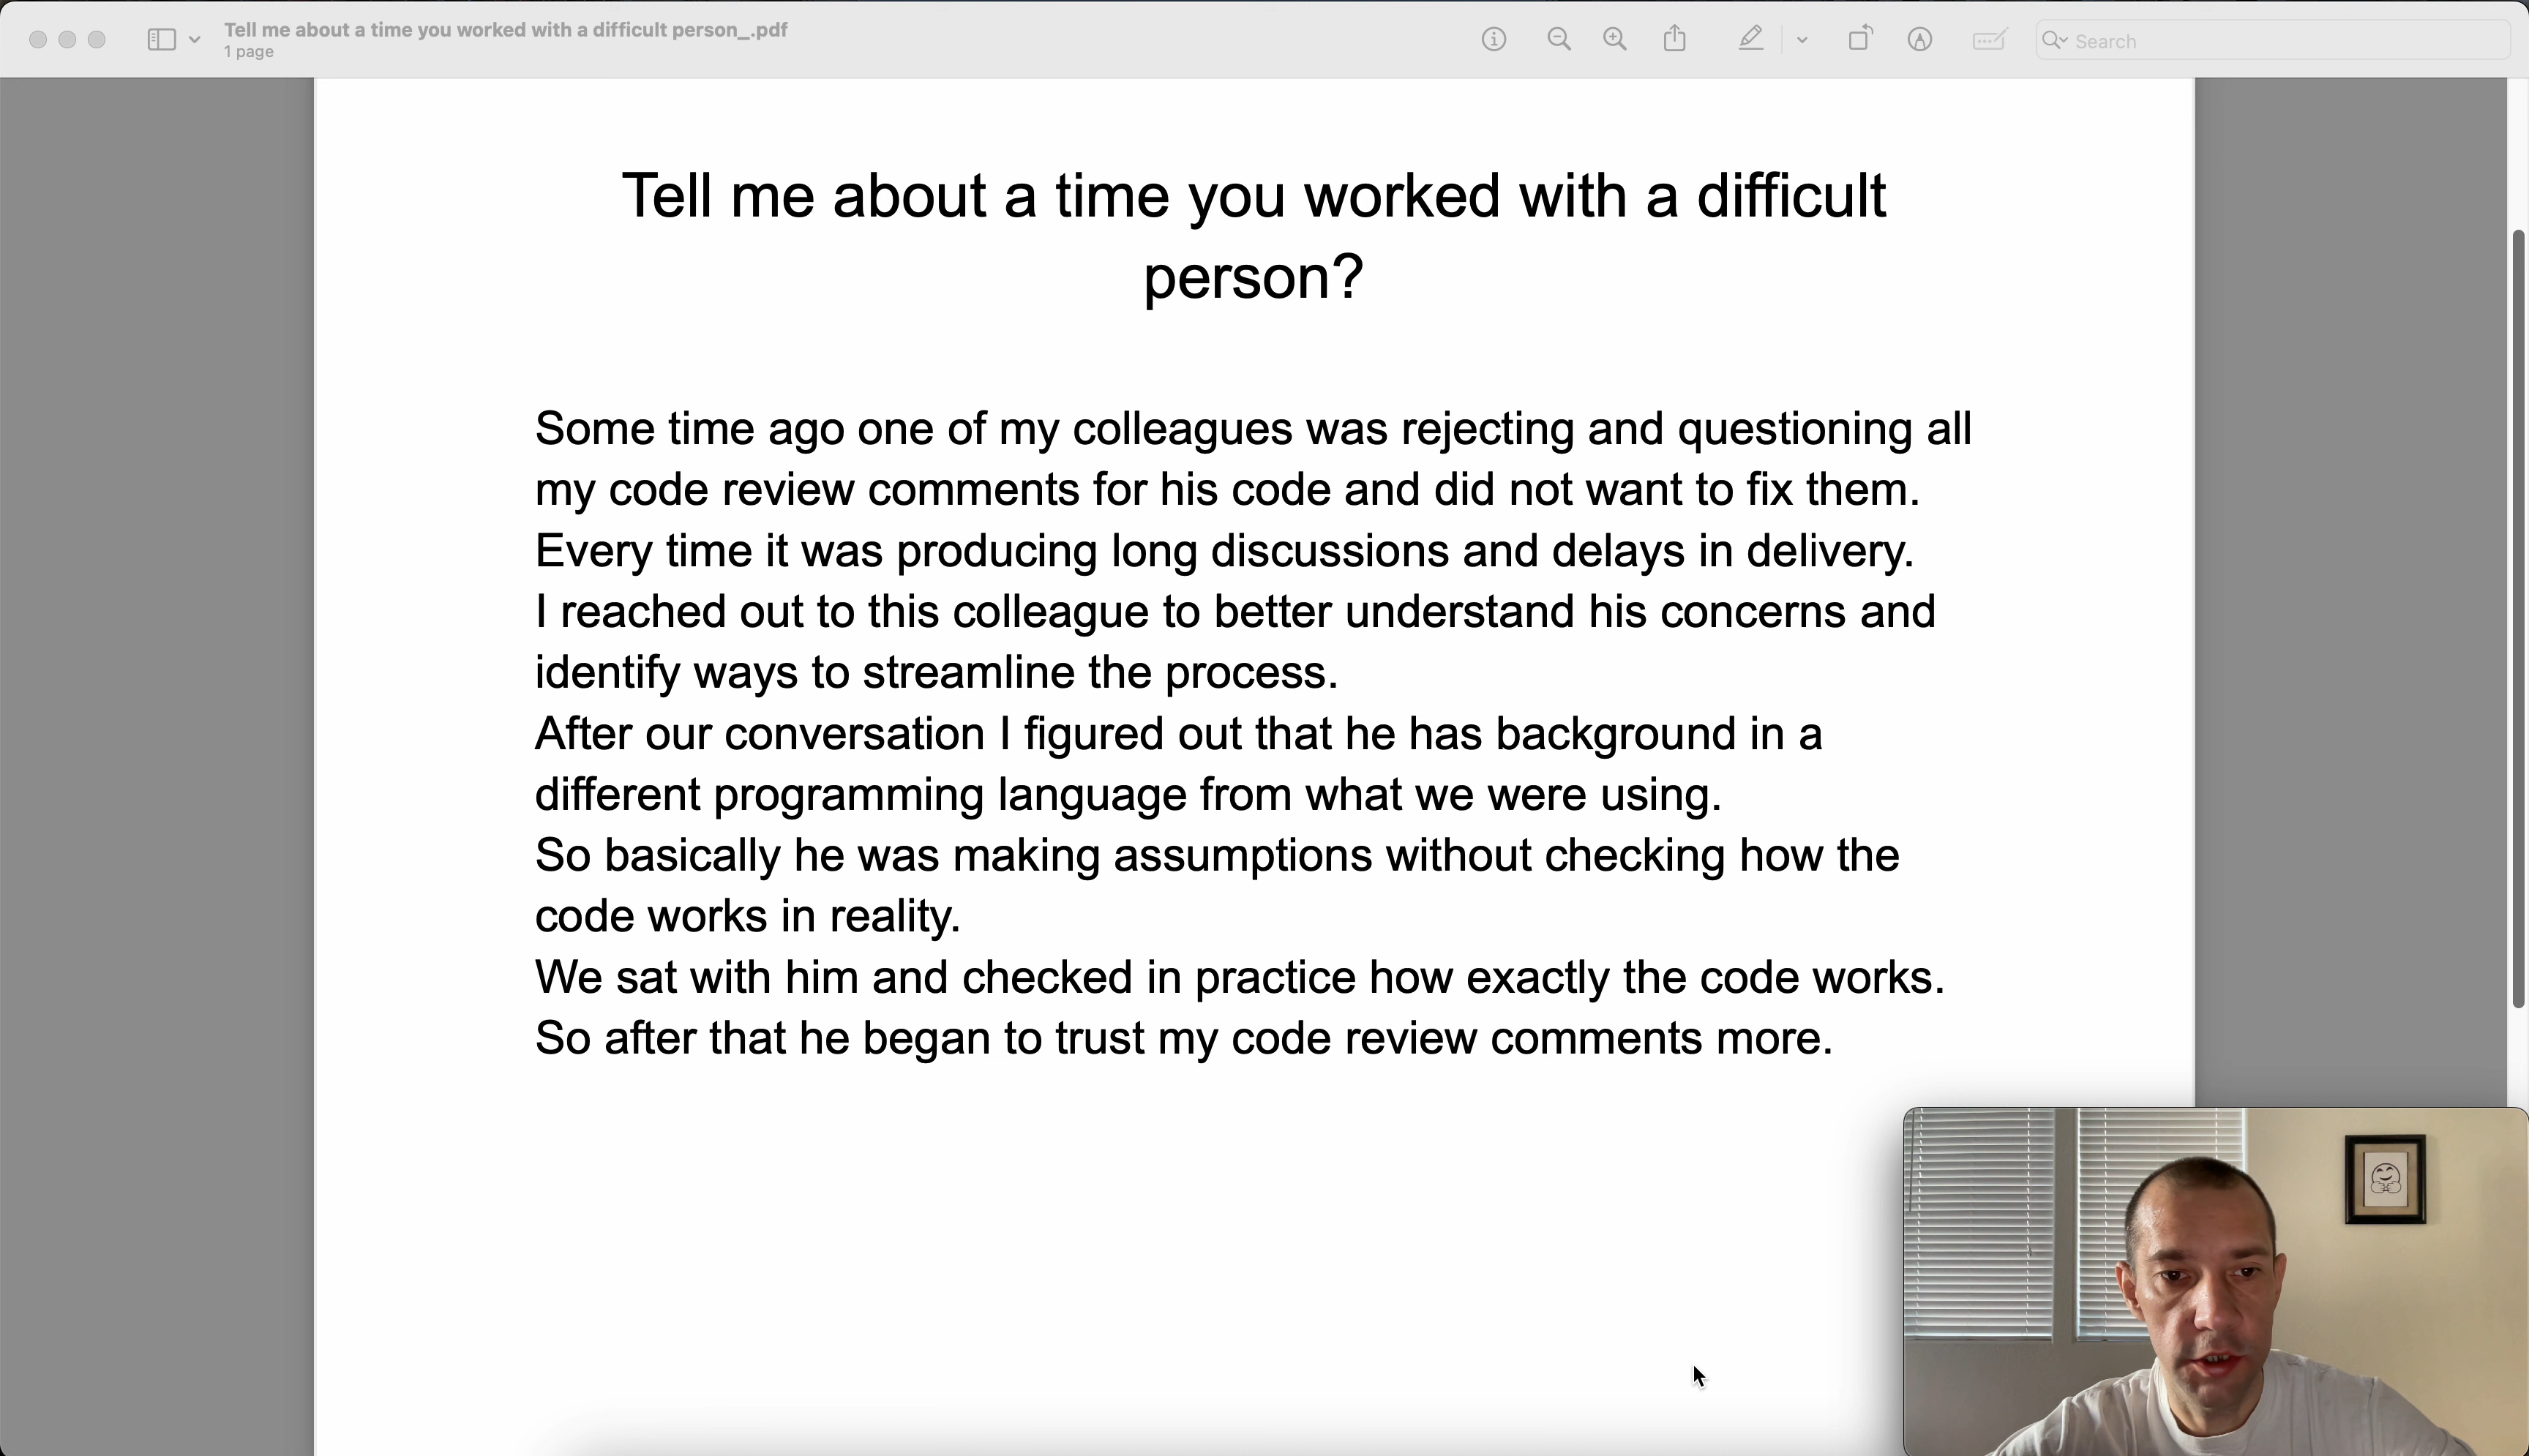 Tell me about a time you worked with a difficult person_.pdf
1 page
Search
Tell me about a time you worked with a difficult
person?
Some time ago one of my colleagues was rejecting and questioning all
my code review comments for his code and did not want to fix them.
Every time it was producing long discussions and delays in delivery.
I reached out to this colleague to better understand his concerns and
identify ways to streamline the process.
After our conversation I figured out that he has background in a
different programming language from what we were using.
So basically he was making assumptions without checking how the
code works in reality.
We sat with him and checked in practice how exactly the code works.
So after that he began to trust my code review comments more.